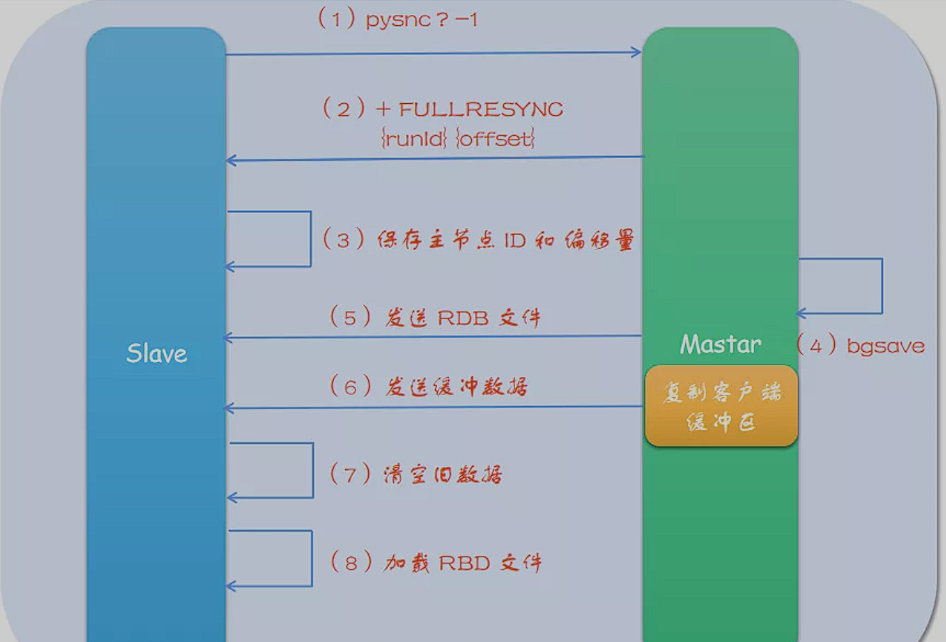 （1）pysnc？-1
（2）+ FULLRESYNC
{runId} {offset}
（3）保存主节点 ID 和 偏移量
（5）发送 RDB 文件
Slave
Mastar
（4）bgsave
（6）发送缓冲数据
复制客户端
缓冲区
（7）清空旧数据
（8）加载 RBD 文件